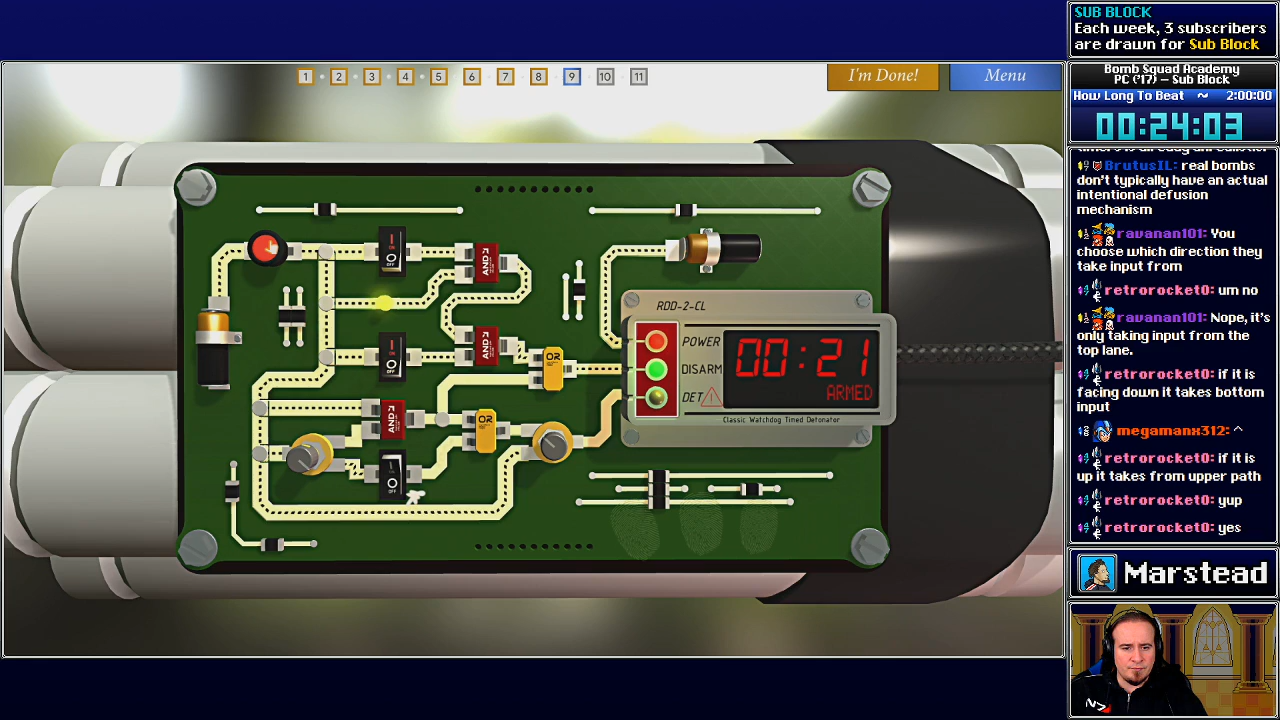 SUB BLOCK
Each week, 3 subscribers
are drawn for Sub Block
1 2 3 4 5 6 7 8 9 10 11
I'm Done!
Menu
Bomb Squad Academy
PC ('17) – Sub Block
How Long To Beat ~ 2:00:00
00:24:03
BrutusIL: real bombs
don't typically have an actual
intentional defusion
mechanism
ravanan101: You
choose which direction they
take input from
retrorocket0: um no
ravanan101: Nope, it's
only taking input from the
top lane.
retrorocket0: if it is
facing down it takes bottom
input
megamanx312: ^
retrorocket0: if it is
up it takes from upper path
retrorocket0: yup
retrorocket0: yes
Marstead
OFF
AND
RDD-2-CL
POWER
DISARM
DET
00:21
ARMED
Classic Watchdog Timed Detonator
OFF
AND
OR
AND
OR
OFF